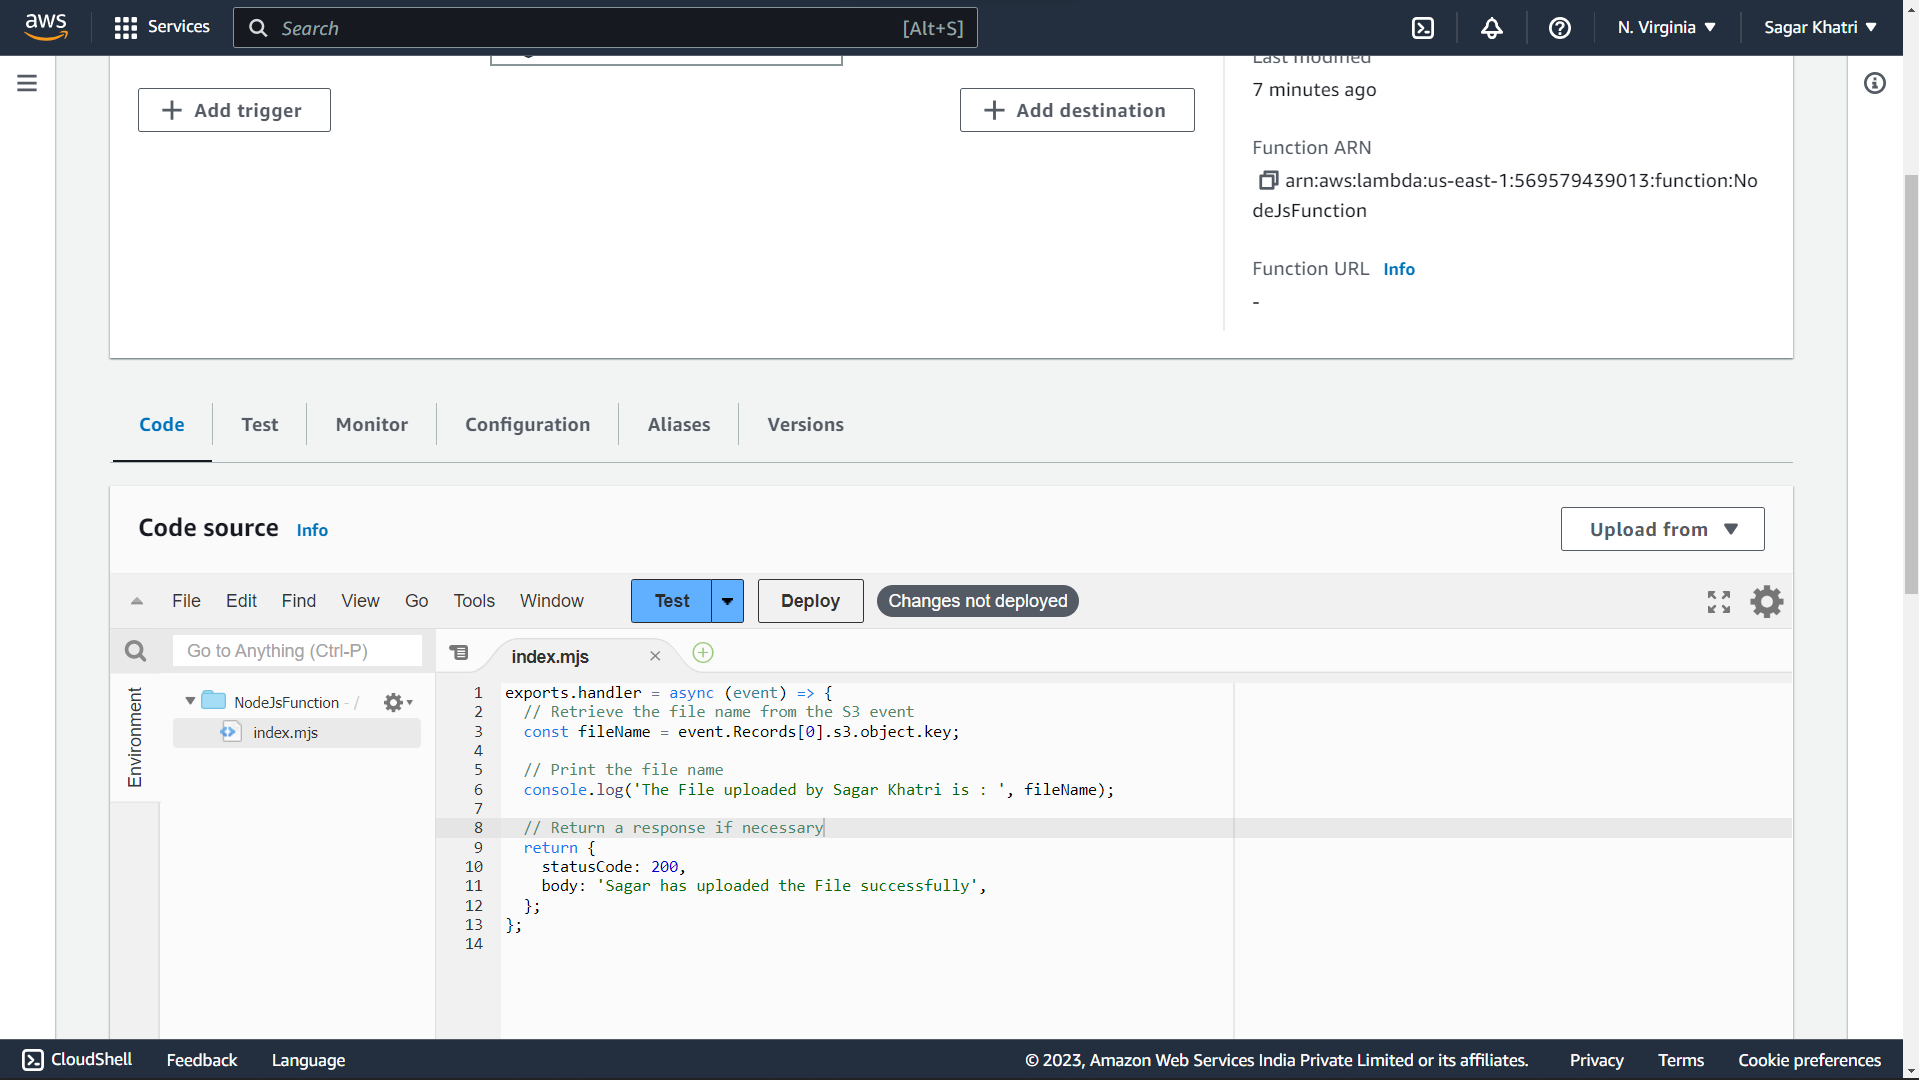 aws
Services
Search
[Alt+S]
N. Virginia
Sagar Khatri
Last modified
7 minutes ago
Add trigger
Add destination
Function ARN
arn:aws:lambda:us-east-1:569579439013:function:No
deJsFunction
Function URL Info
-
Code
Test
Monitor
Configuration
Aliases
Versions
Code source Info
Upload from
File
Edit
Find
View
Go
Tools
Window
Test
Deploy
Changes not deployed
Go to Anything (Ctrl-P)
index.mjs
Environment
NodeJsFunction - /
index.mjs
1 exports.handler = async (event) => {
2 // Retrieve the file name from the S3 event
3 const fileName = event.Records[0].s3.object.key;
4
5 // Print the file name
6 console.log('The File uploaded by Sagar Khatri is : ', fileName);
7
8 // Return a response if necessary
9 return {
10 statusCode: 200,
11 body: 'Sagar has uploaded the File successfully',
12 };
13 };
14
CloudShell
Feedback
Language
© 2023, Amazon Web Services India Private Limited or its affiliates.
Privacy
Terms
Cookie preferences